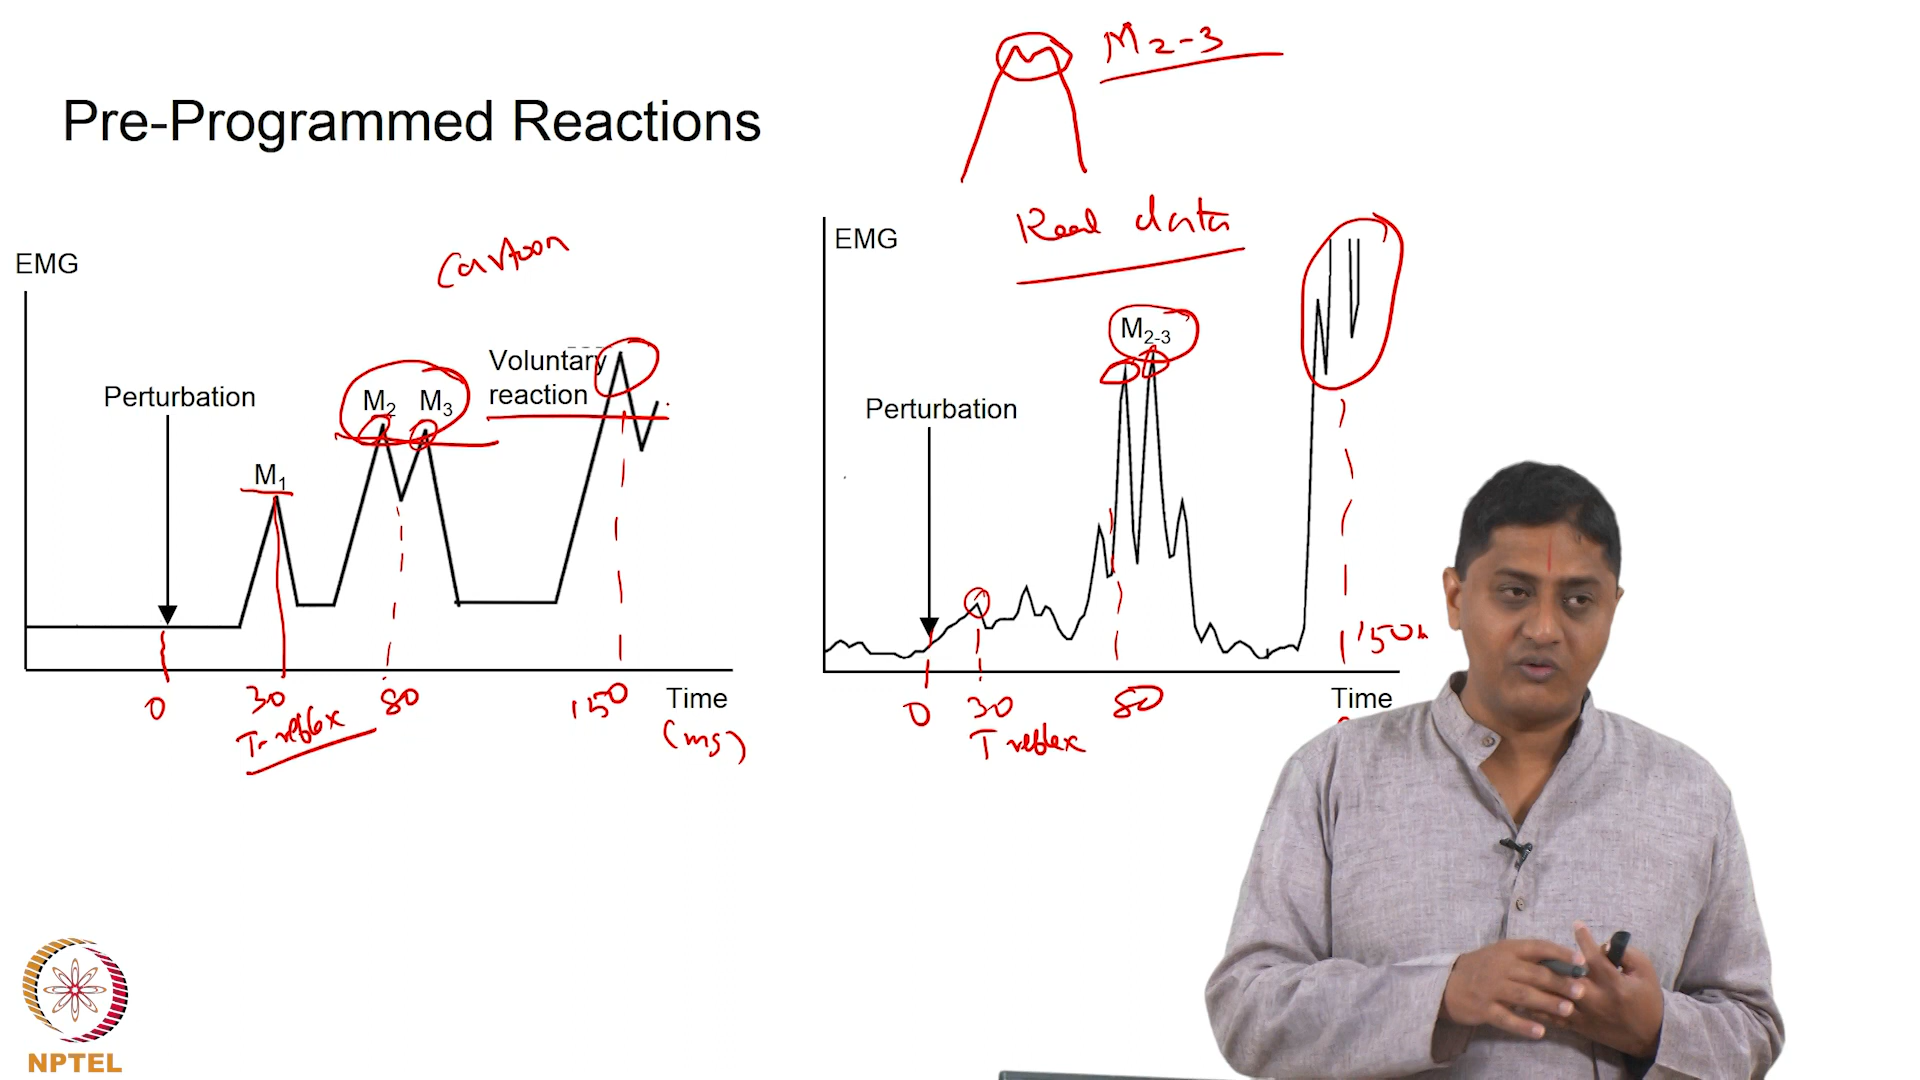 M2-3
Pre-Programmed Reactions
Real data
EMG
Cartoon
EMG
M2-3
Voluntary
reaction
Perturbation
M2 M3
Perturbation
M1
150
0 30 80 150 Time
(ms)
T-reflex
0 30 80 Time
T reflex
NPTEL